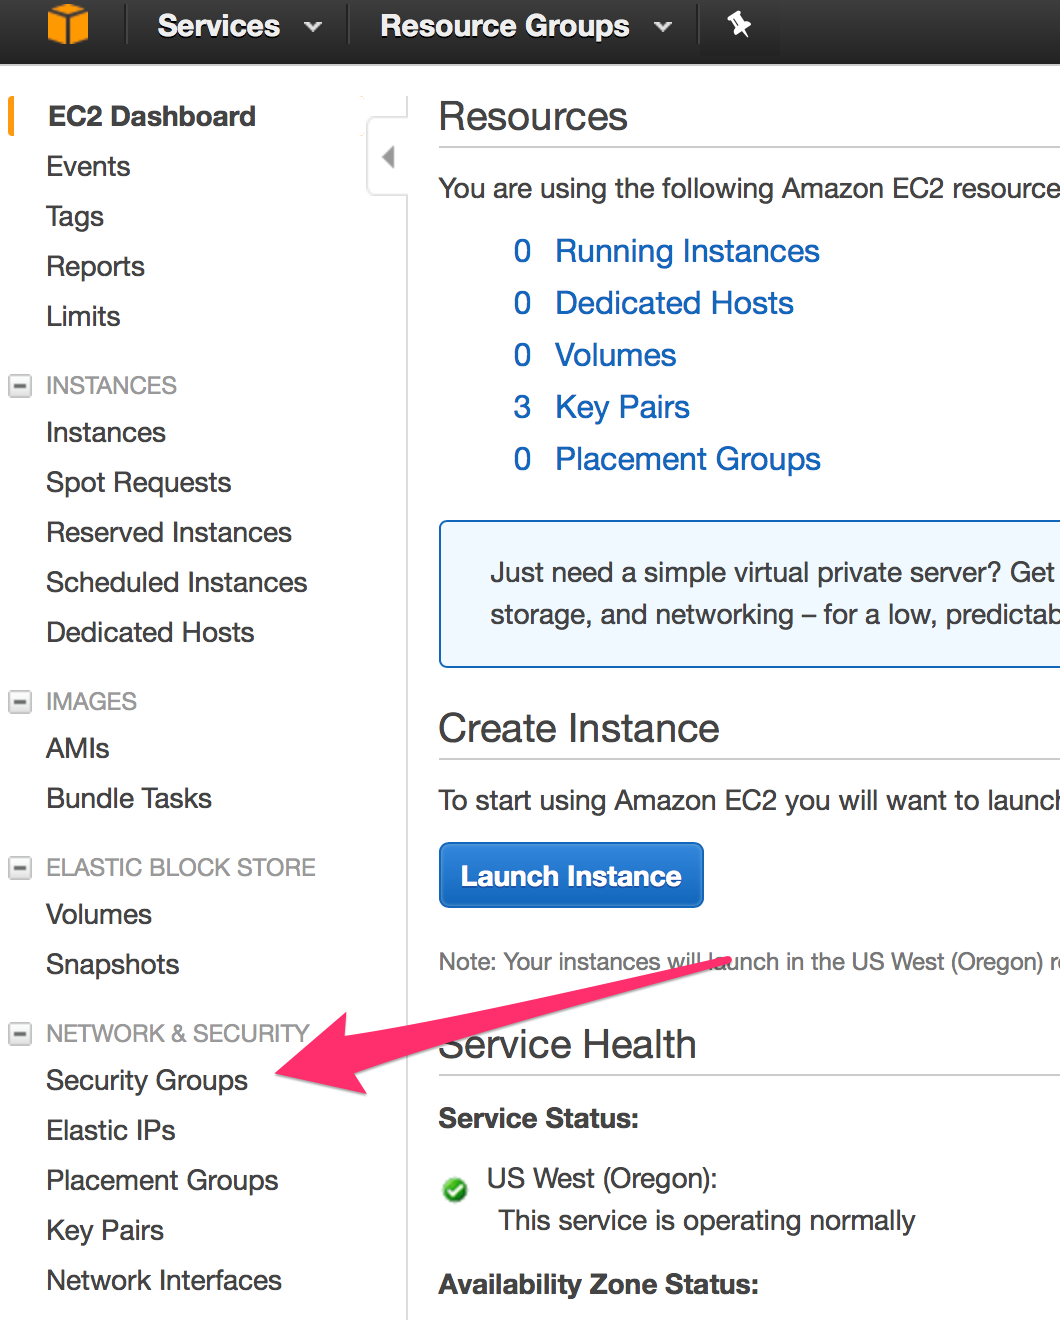 Services
Resource Groups
EC2 Dashboard
Events
Tags
Reports
Limits
INSTANCES
Instances
Spot Requests
Reserved Instances
Scheduled Instances
Dedicated Hosts
IMAGES
AMIs
Bundle Tasks
ELASTIC BLOCK STORE
Volumes
Snapshots
NETWORK & SECURITY
Security Groups
Elastic IPs
Placement Groups
Key Pairs
Network Interfaces
Resources
You are using the following Amazon EC2 resource
0 Running Instances
0 Dedicated Hosts
0 Volumes
3 Key Pairs
0 Placement Groups
Just need a simple virtual private server? Get
storage, and networking – for a low, predictab
Create Instance
To start using Amazon EC2 you will want to launch
Launch Instance
Note: Your instances will launch in the US West (Oregon) r
Service Health
Service Status:
US West (Oregon):
This service is operating normally
Availability Zone Status: